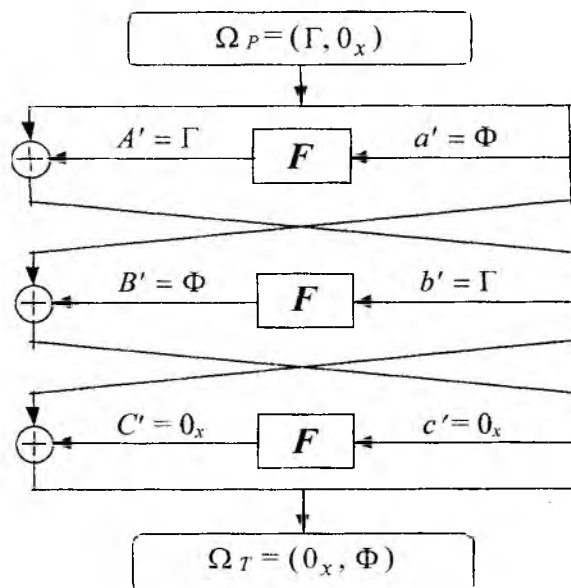 Ω_P = (Γ, 0_x)
A′ = Γ F a′ = Φ
B′ = Φ F b′ = Γ
C′ = 0_x F c′ = 0_x
Ω_T = (0_x, Φ)